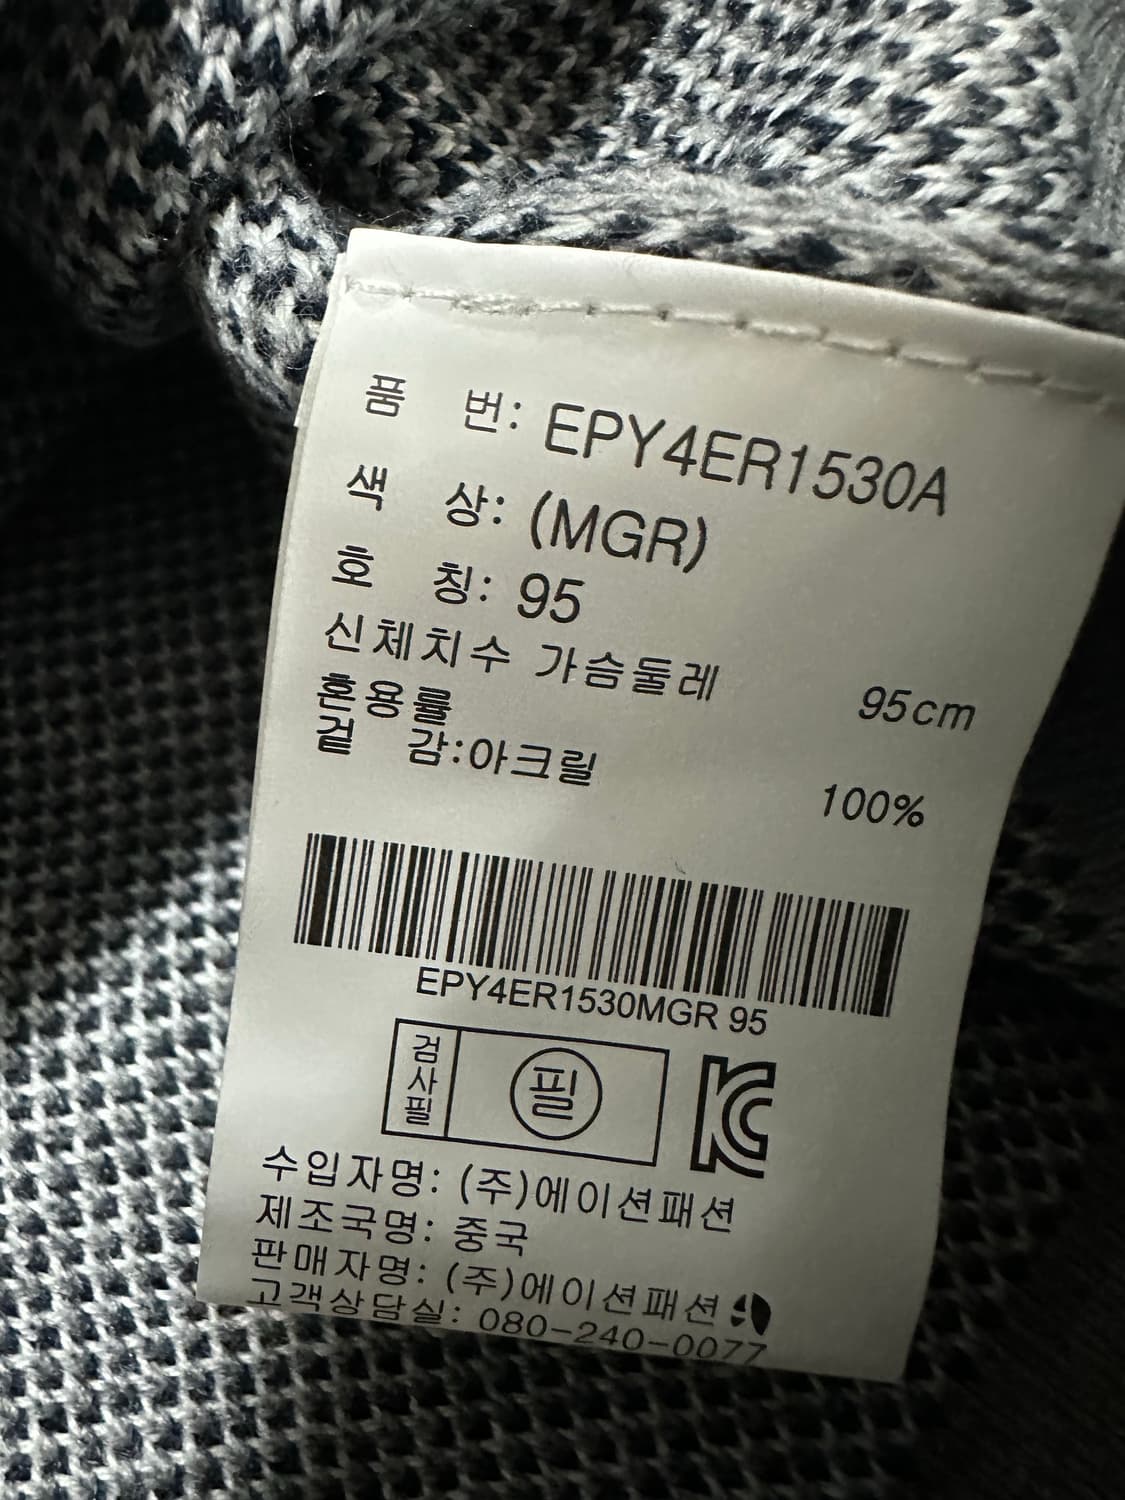 품 번: EPY4ER1530A
색 상: (MGR)
호 칭: 95
신체치수 가슴둘레 95cm
혼용률
겉 감:아크릴 100%
EPY4ER1530MGR 95
검사필 필
KC
수입자명: (주)에이션패션
제조국명: 중국
판매자명: (주)에이션패션
고객상담실: 080-240-0077